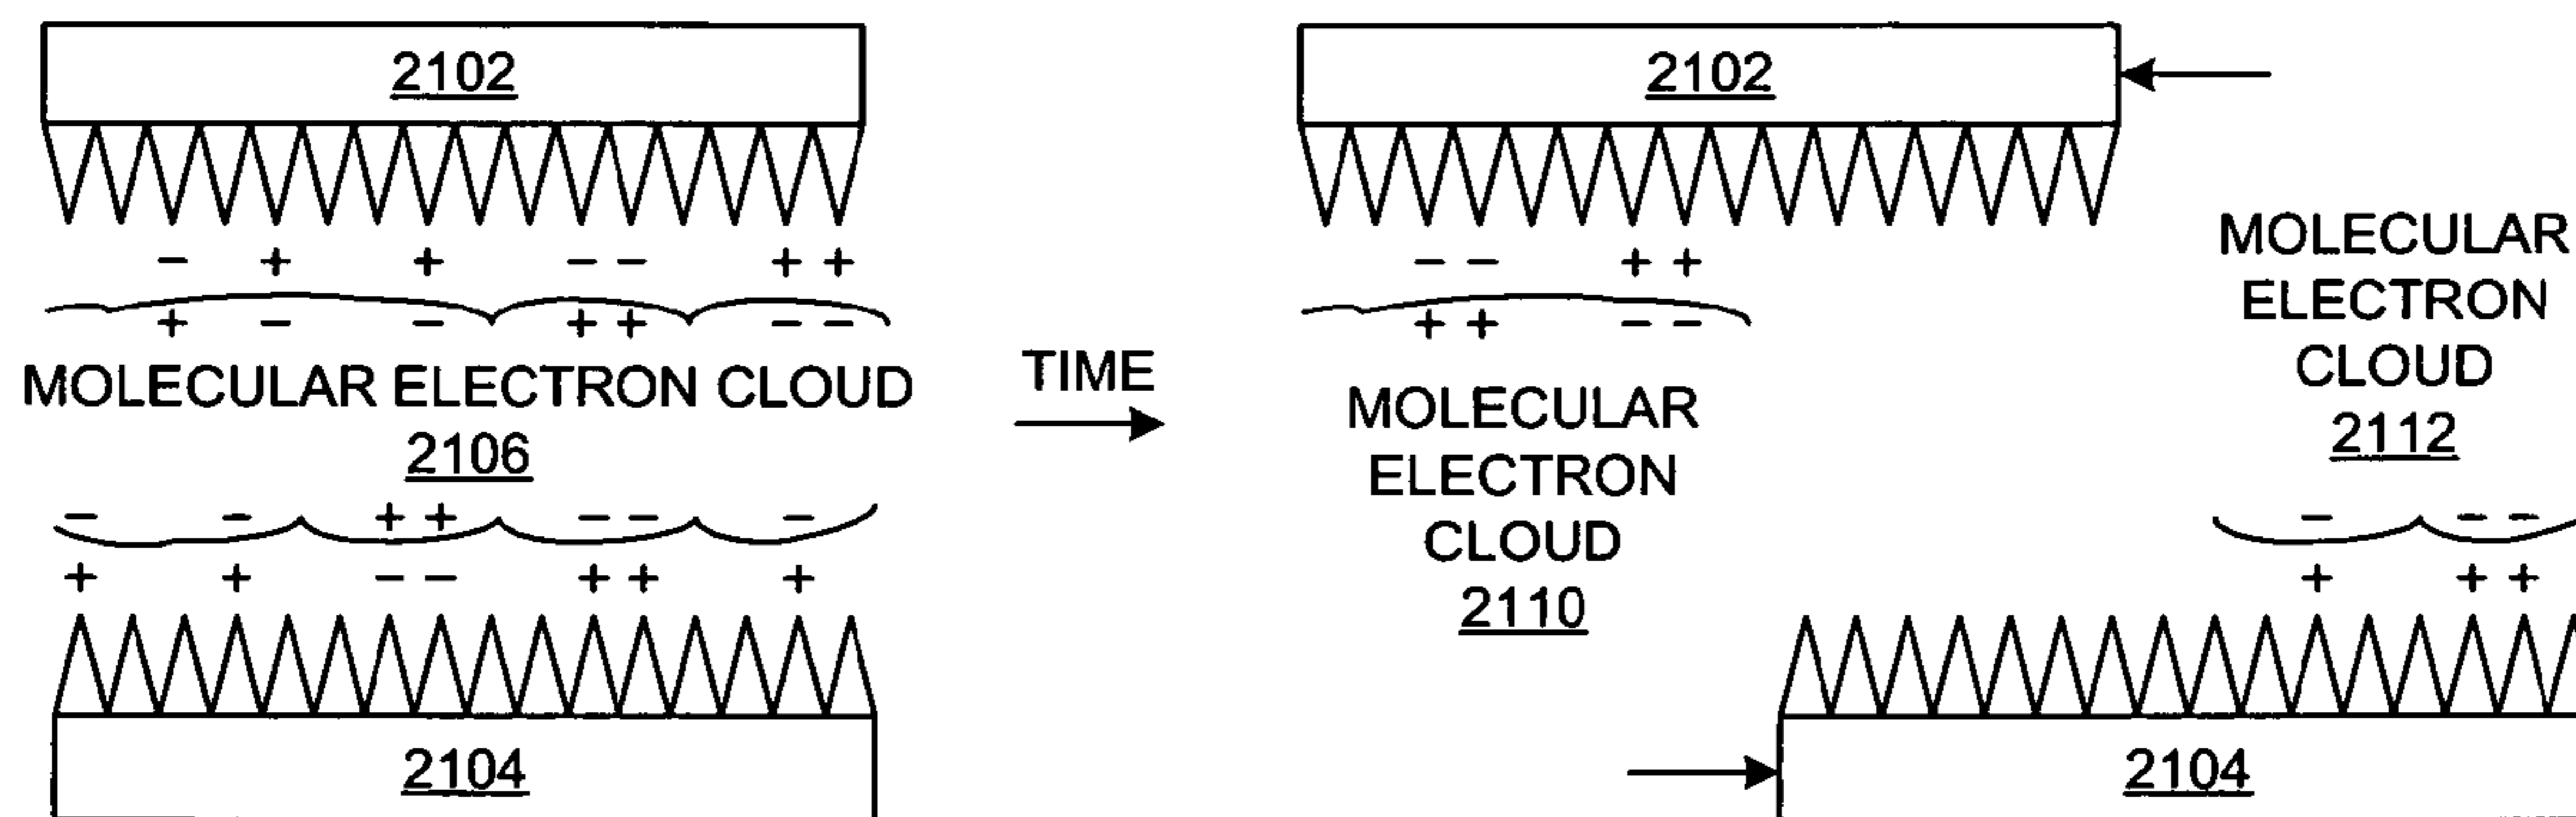 2102
− + + − − + +
+ − − + + − −
MOLECULAR ELECTRON CLOUD
2106
− − + + − − −
+ + − − + + +
2104
TIME
2102
− − + +
+ + − −
MOLECULAR
ELECTRON
CLOUD
2110
MOLECULAR
ELECTRON
CLOUD
2112
− − −
+ + +
2104